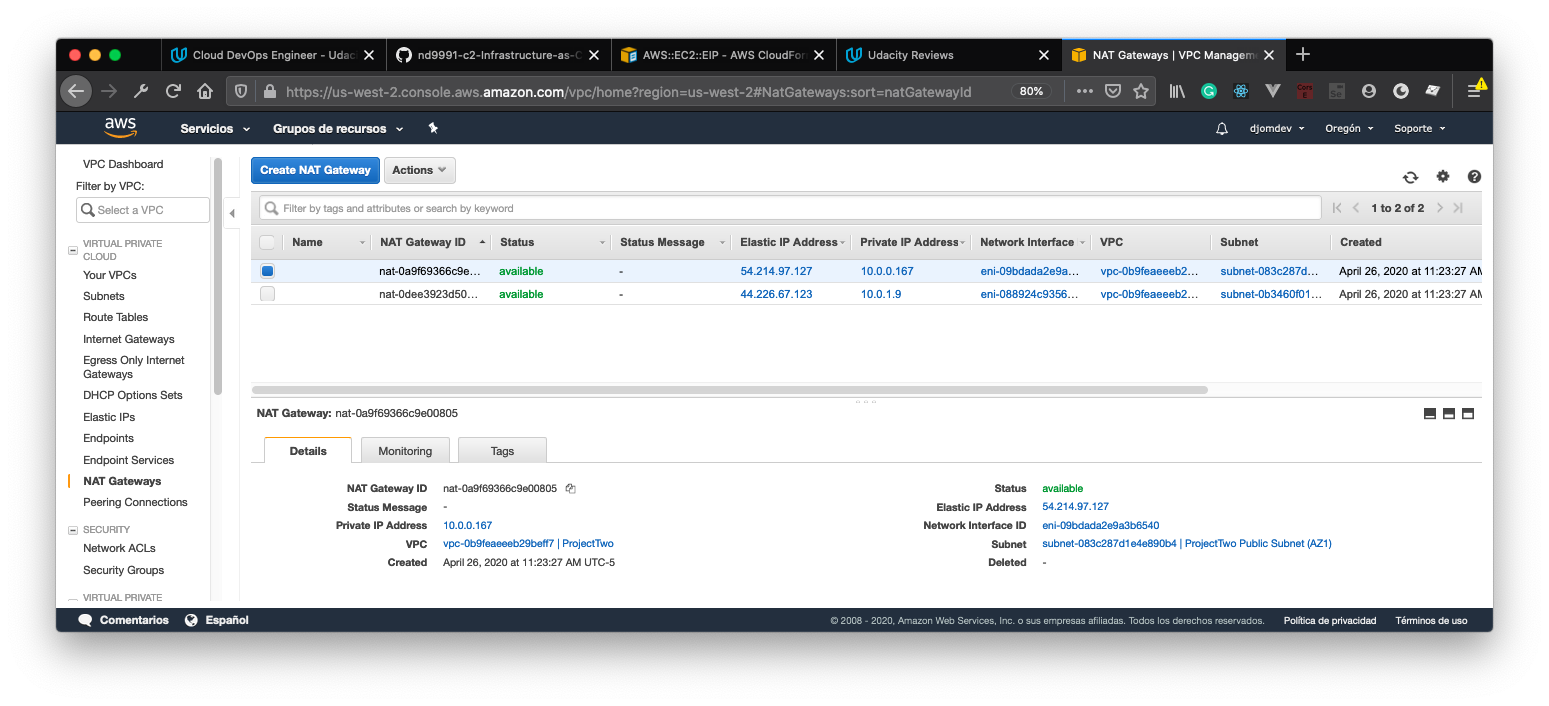 Cloud DevOps Engineer - Udac
nd9991-c2-Infrastructure-as-C
AWS::EC2::EIP - AWS CloudFor
Udacity Reviews
NAT Gateways | VPC Managem
https://us-west-2.console.aws.amazon.com/vpc/home?region=us-west-2#NatGateways:sort=natGatewayId
80%
aws
Servicios
Grupos de recursos
djomdev
Oregón
Soporte
VPC Dashboard
Filter by VPC:
Select a VPC
VIRTUAL PRIVATE
CLOUD
Your VPCs
Subnets
Route Tables
Internet Gateways
Egress Only Internet
Gateways
DHCP Options Sets
Elastic IPs
Endpoints
Endpoint Services
NAT Gateways
Peering Connections
SECURITY
Network ACLs
Security Groups
VIRTUAL PRIVATE
Create NAT Gateway
Actions
Filter by tags and attributes or search by keyword
1 to 2 of 2
Name NAT Gateway ID Status Status Message Elastic IP Address Private IP Address Network Interface VPC Subnet Created
nat-0a9f69366c9e... available - 54.214.97.127 10.0.0.167 eni-09bdada2e9a... vpc-0b9feaeeeb2... subnet-083c287d... April 26, 2020 at 11:23:27 AM
nat-0dee3923d50... available - 44.226.67.123 10.0.1.9 eni-088924c9356... vpc-0b9feaeeeb2... subnet-0b3460f01... April 26, 2020 at 11:23:27 AM
NAT Gateway: nat-0a9f69366c9e00805
Details
Monitoring
Tags
NAT Gateway ID nat-0a9f69366c9e00805
Status Message -
Private IP Address 10.0.0.167
VPC vpc-0b9feaeeeb29beff7 | ProjectTwo
Created April 26, 2020 at 11:23:27 AM UTC-5
Status available
Elastic IP Address 54.214.97.127
Network Interface ID eni-09bdada2e9a3b6540
Subnet subnet-083c287d1e4e890b4 | ProjectTwo Public Subnet (AZ1)
Deleted -
Comentarios
Español
© 2008 - 2020, Amazon Web Services, Inc. o sus empresas afiliadas. Todos los derechos reservados.
Política de privacidad
Términos de uso